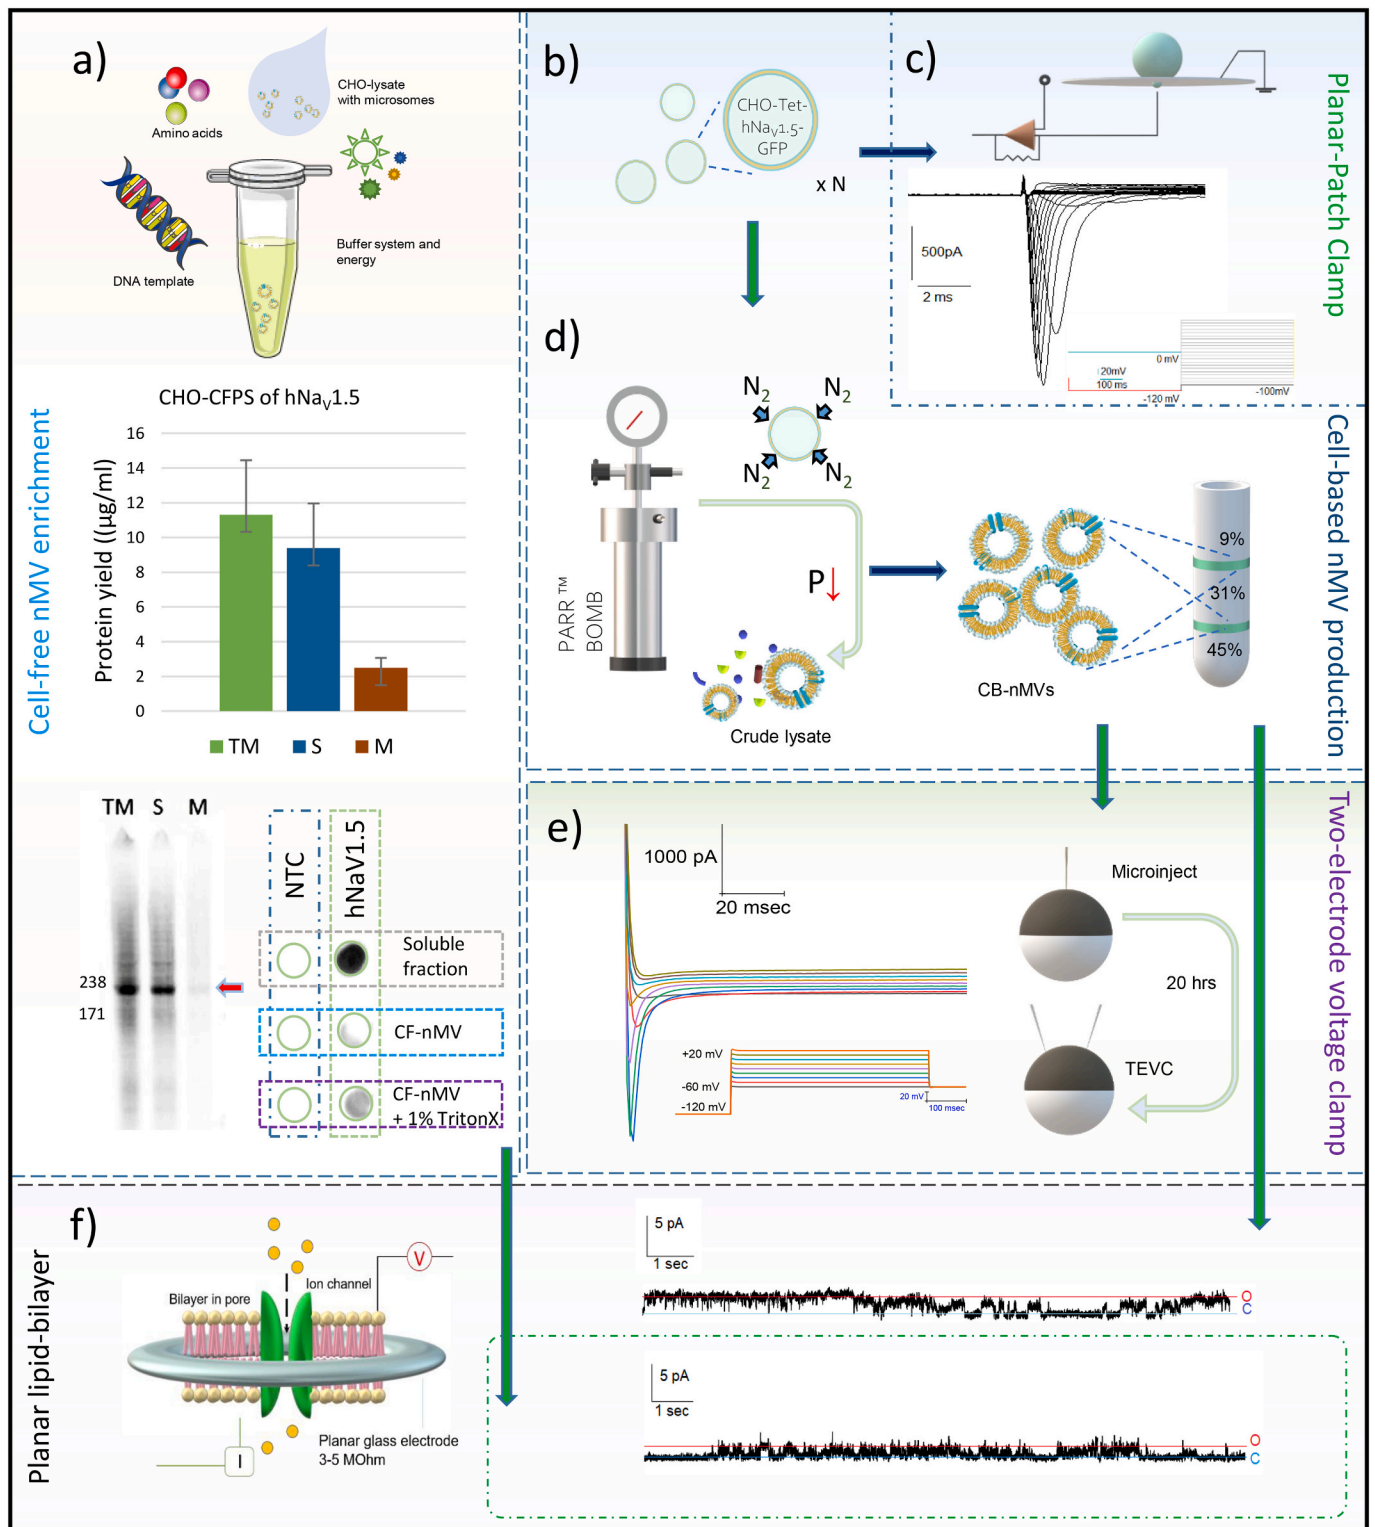 a)
CHO-lysate
with microsomes
Amino acids
Buffer system and
energy
DNA template
CHO-CFPS of hNaV1.5
16
14
12
10
8
6
4
2
0
Protein yield ((µg/ml)
TM
S
M
Cell-free nMV enrichment
TM S M
238
171
NTC
hNaV1.5
Soluble
fraction
CF-nMV
CF-nMV
+ 1% TritonX
b)
CHO-Tet-
hNaV1.5-
GFP
x N
c)
500pA
2 ms
0 mV
20mV
100 ms
-120 mV
-100mV
Planar-Patch Clamp
d)
N2
N2
N2
N2
PARR™
BOMB
P↓
Crude lysate
CB-nMVs
9%
31%
45%
Cell-based nMV production
e)
1000 pA
20 msec
+20 mV
-60 mV
-120 mV
20 mV
100 msec
Microinject
20 hrs
TEVC
Two-electrode voltage clamp
f)
Planar lipid-bilayer
Bilayer in pore
Ion channel
V
I
Planar glass electrode
3-5 MOhm
5 pA
1 sec
O
C
5 pA
1 sec
O
C